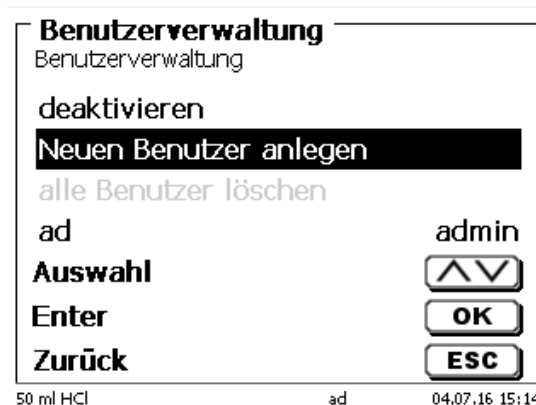 Benutzerverwaltung
Benutzerverwaltung
deaktivieren
Neuen Benutzer anlegen
alle Benutzer löschen
ad admin
Auswahl
Enter OK
Zurück ESC
50 ml HCl ad 04.07.16 15:14